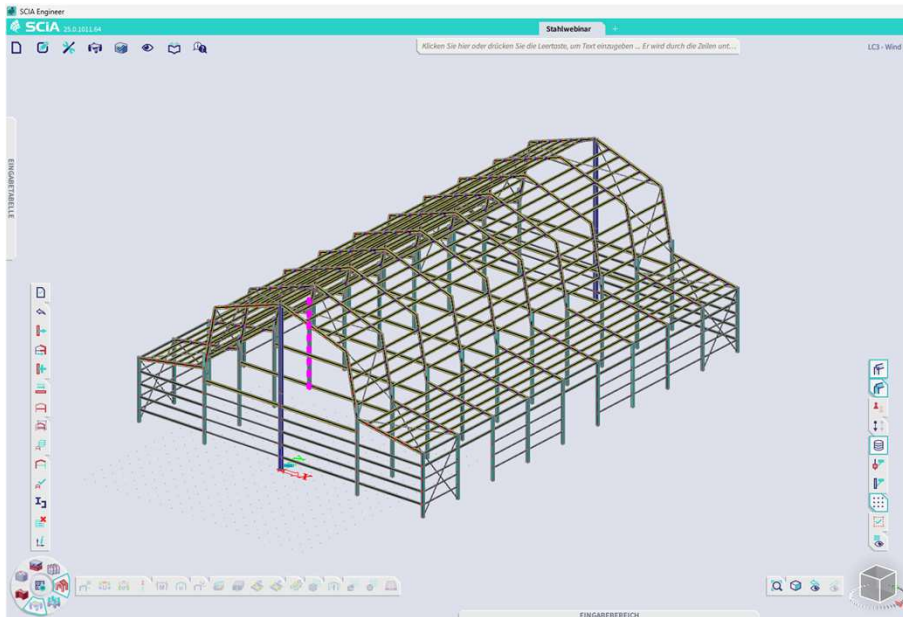 SCIA Engineer
SCiA 25.0.1011.64
Stahlwebinar +
Klicken Sie hier oder drücken Sie die Leertaste, um Text einzugeben ... Er wird durch die Zeilen unt...
LC3 - Wind
EINGABETABELLE
EINGABEBEREICH